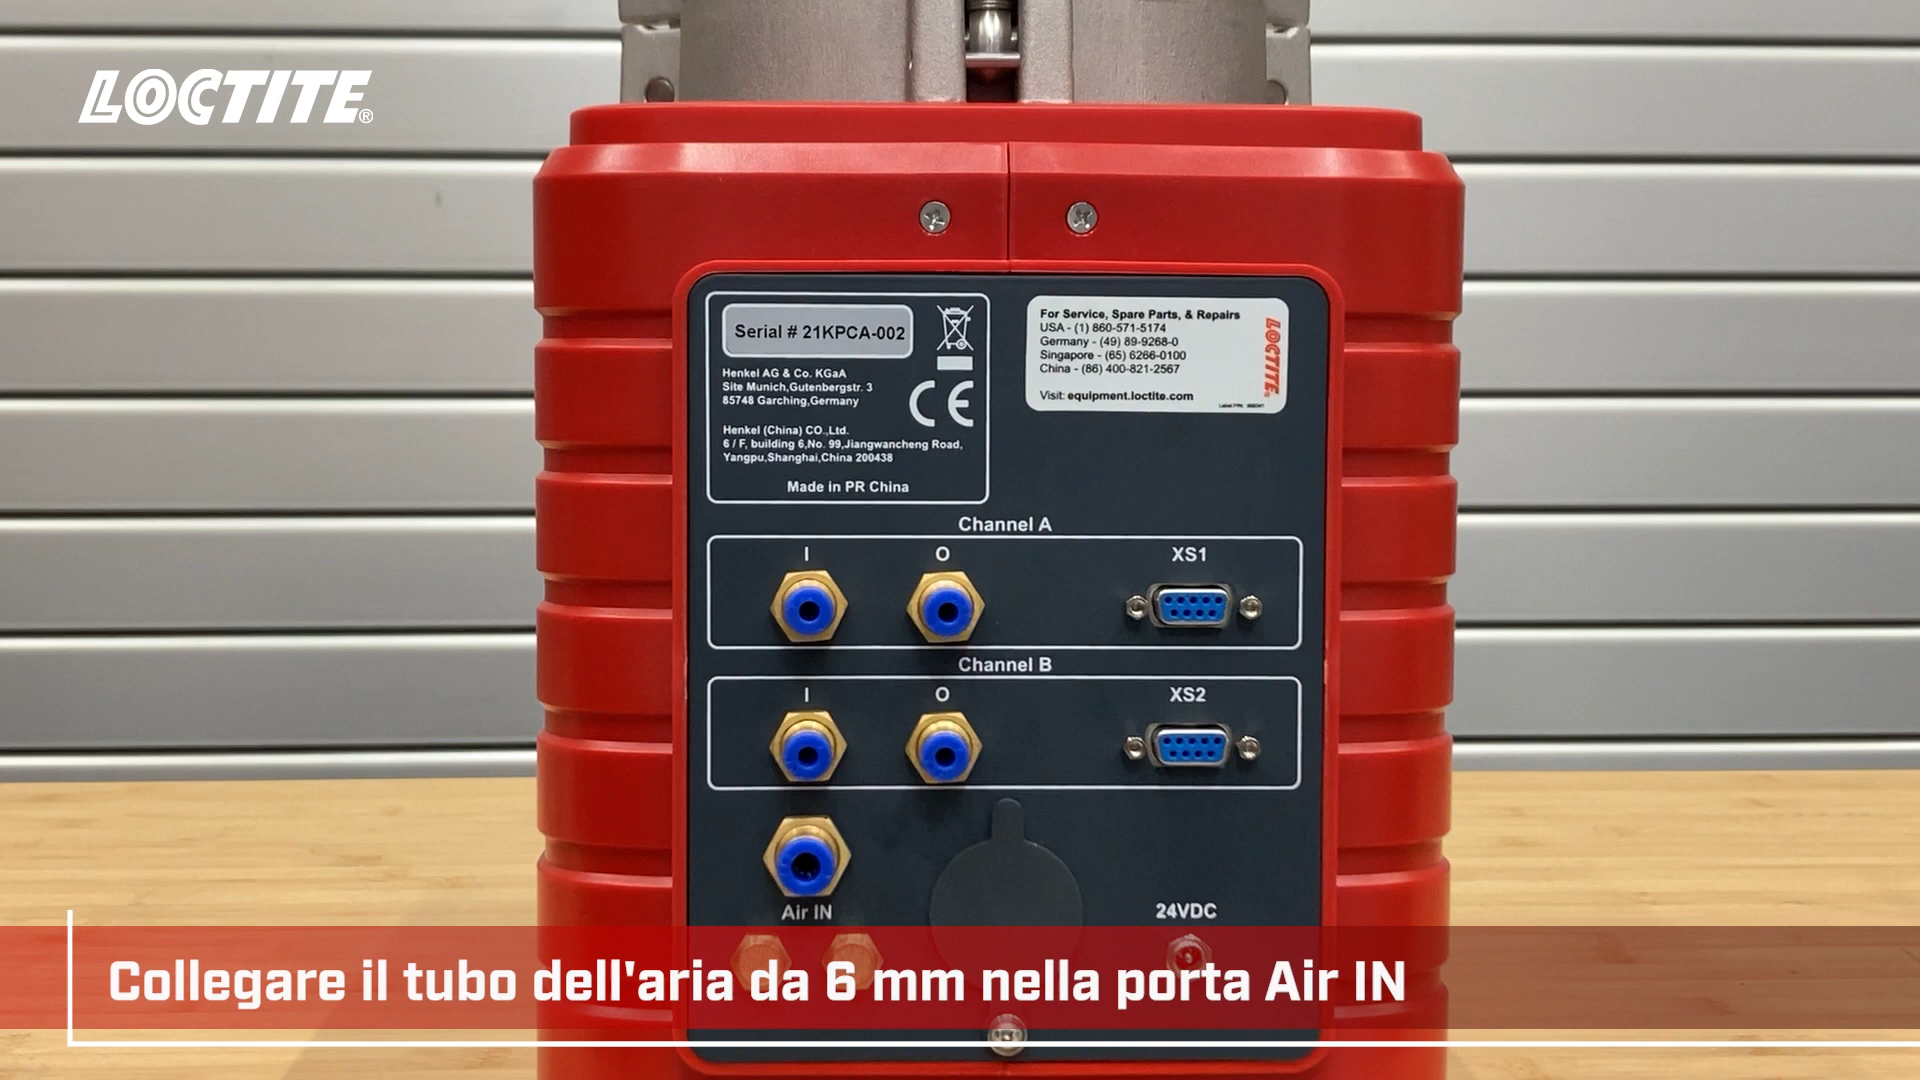 LOCTITE®
Serial # 21KPCA-002
Henkel AG & Co. KGaA
Site Munich,Gutenbergstr. 3
85748 Garching,Germany
CE
Henkel (China) CO.,Ltd.
6 / F, building 6,No. 99,Jiangwancheng Road,
Yangpu,Shanghai,China 200438
Made in PR China
For Service, Spare Parts, & Repairs
USA - (1) 860-571-5174
Germany - (49) 89-9268-0
Singapore - (65) 6266-0100
China - (86) 400-821-2567
Visit: equipment.loctite.com
LOCTITE®
Channel A
I O XS1
Channel B
I O XS2
Air IN
24VDC
Collegare il tubo dell'aria da 6 mm nella porta Air IN